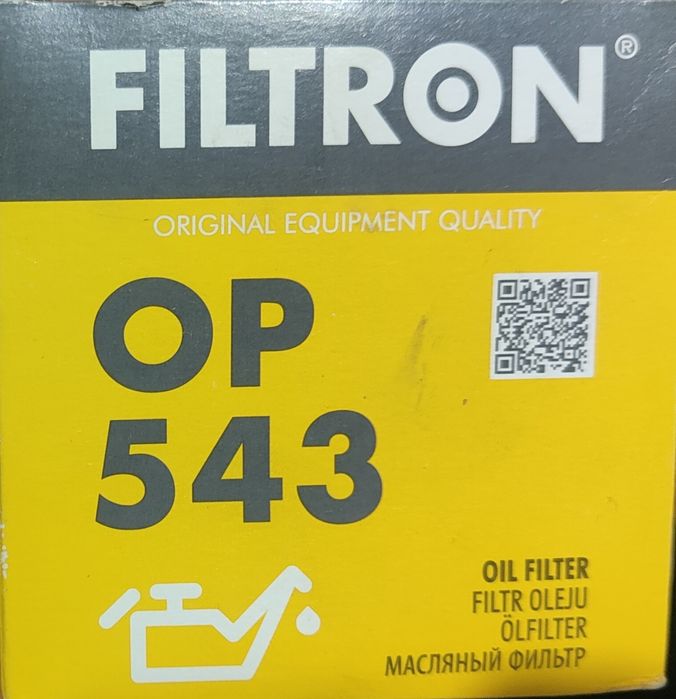 FILTRON®
ORIGINAL EQUIPMENT QUALITY
OP
543
OIL FILTER
FILTR OLEJU
ÖLFILTER
МАСЛЯНЫЙ ФИЛЬТР